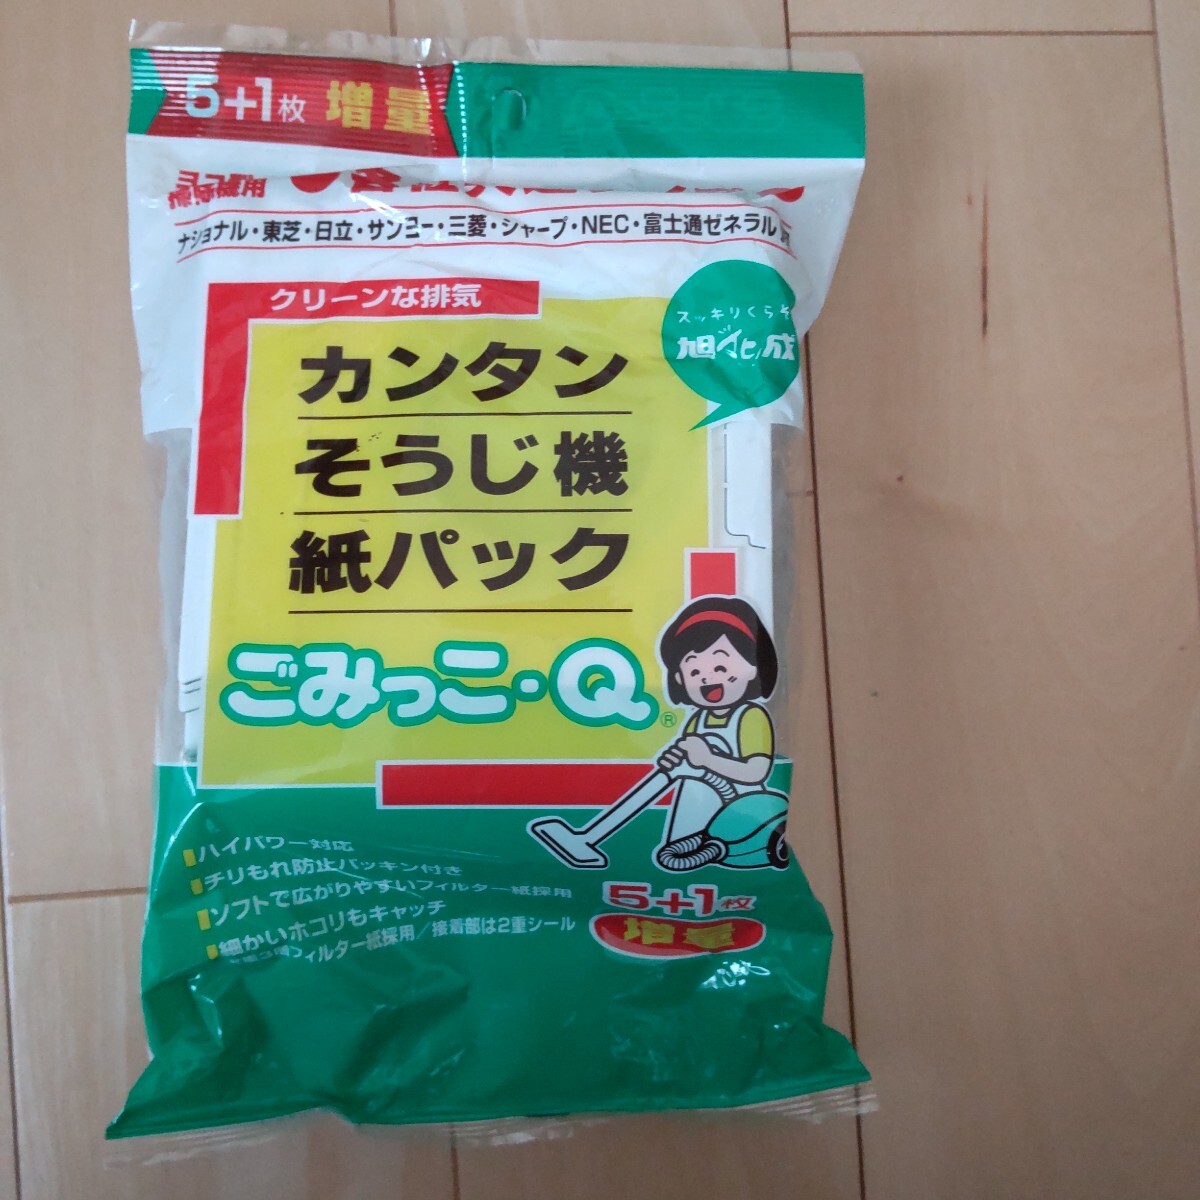 5+1枚 増量
掃除機用
ナショナル・東芝・日立・サンヨー・三菱・シャープ・NEC・富士通ゼネラル
クリーンな排気
スッキリくらそ
旭化成
カンタン
そうじ機
紙パック
ごみっこ・Q®
ハイパワー対応
チリもれ防止パッキン付き
ソフトで広がりやすいフィルター紙採用
細かいホコリもキャッチ
フィルター紙採用／接着部は2重シール
5+1枚
増量